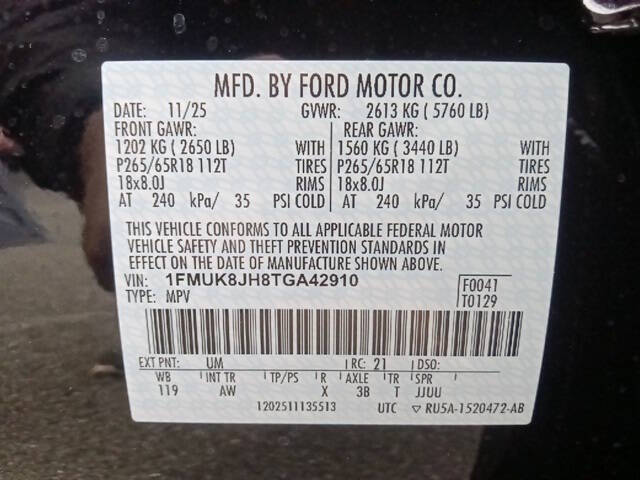 MFD. BY FORD MOTOR CO.
DATE: 11/25 GVWR: 2613 KG ( 5760 LB)
FRONT GAWR: REAR GAWR:
1202 KG ( 2650 LB) WITH 1560 KG ( 3440 LB) WITH
P265/65R18 112T TIRES P265/65R18 112T TIRES
18x8.0J RIMS 18x8.0J RIMS
AT 240 kPa/ 35 PSI COLD AT 240 kPa/ 35 PSI COLD
THIS VEHICLE CONFORMS TO ALL APPLICABLE FEDERAL MOTOR
VEHICLE SAFETY AND THEFT PREVENTION STANDARDS IN
EFFECT ON THE DATE OF MANUFACTURE SHOWN ABOVE.
VIN: 1FMUK8JH8TGA42910 F0041
TYPE: MPV T0129
EXT PNT: UM RC: 21 DSO:
WB INT TR TP/PS R AXLE TR SPR
119 AW X 3B T JJUU
1202511135513 UTC ▽ RU5A-1520472-AB